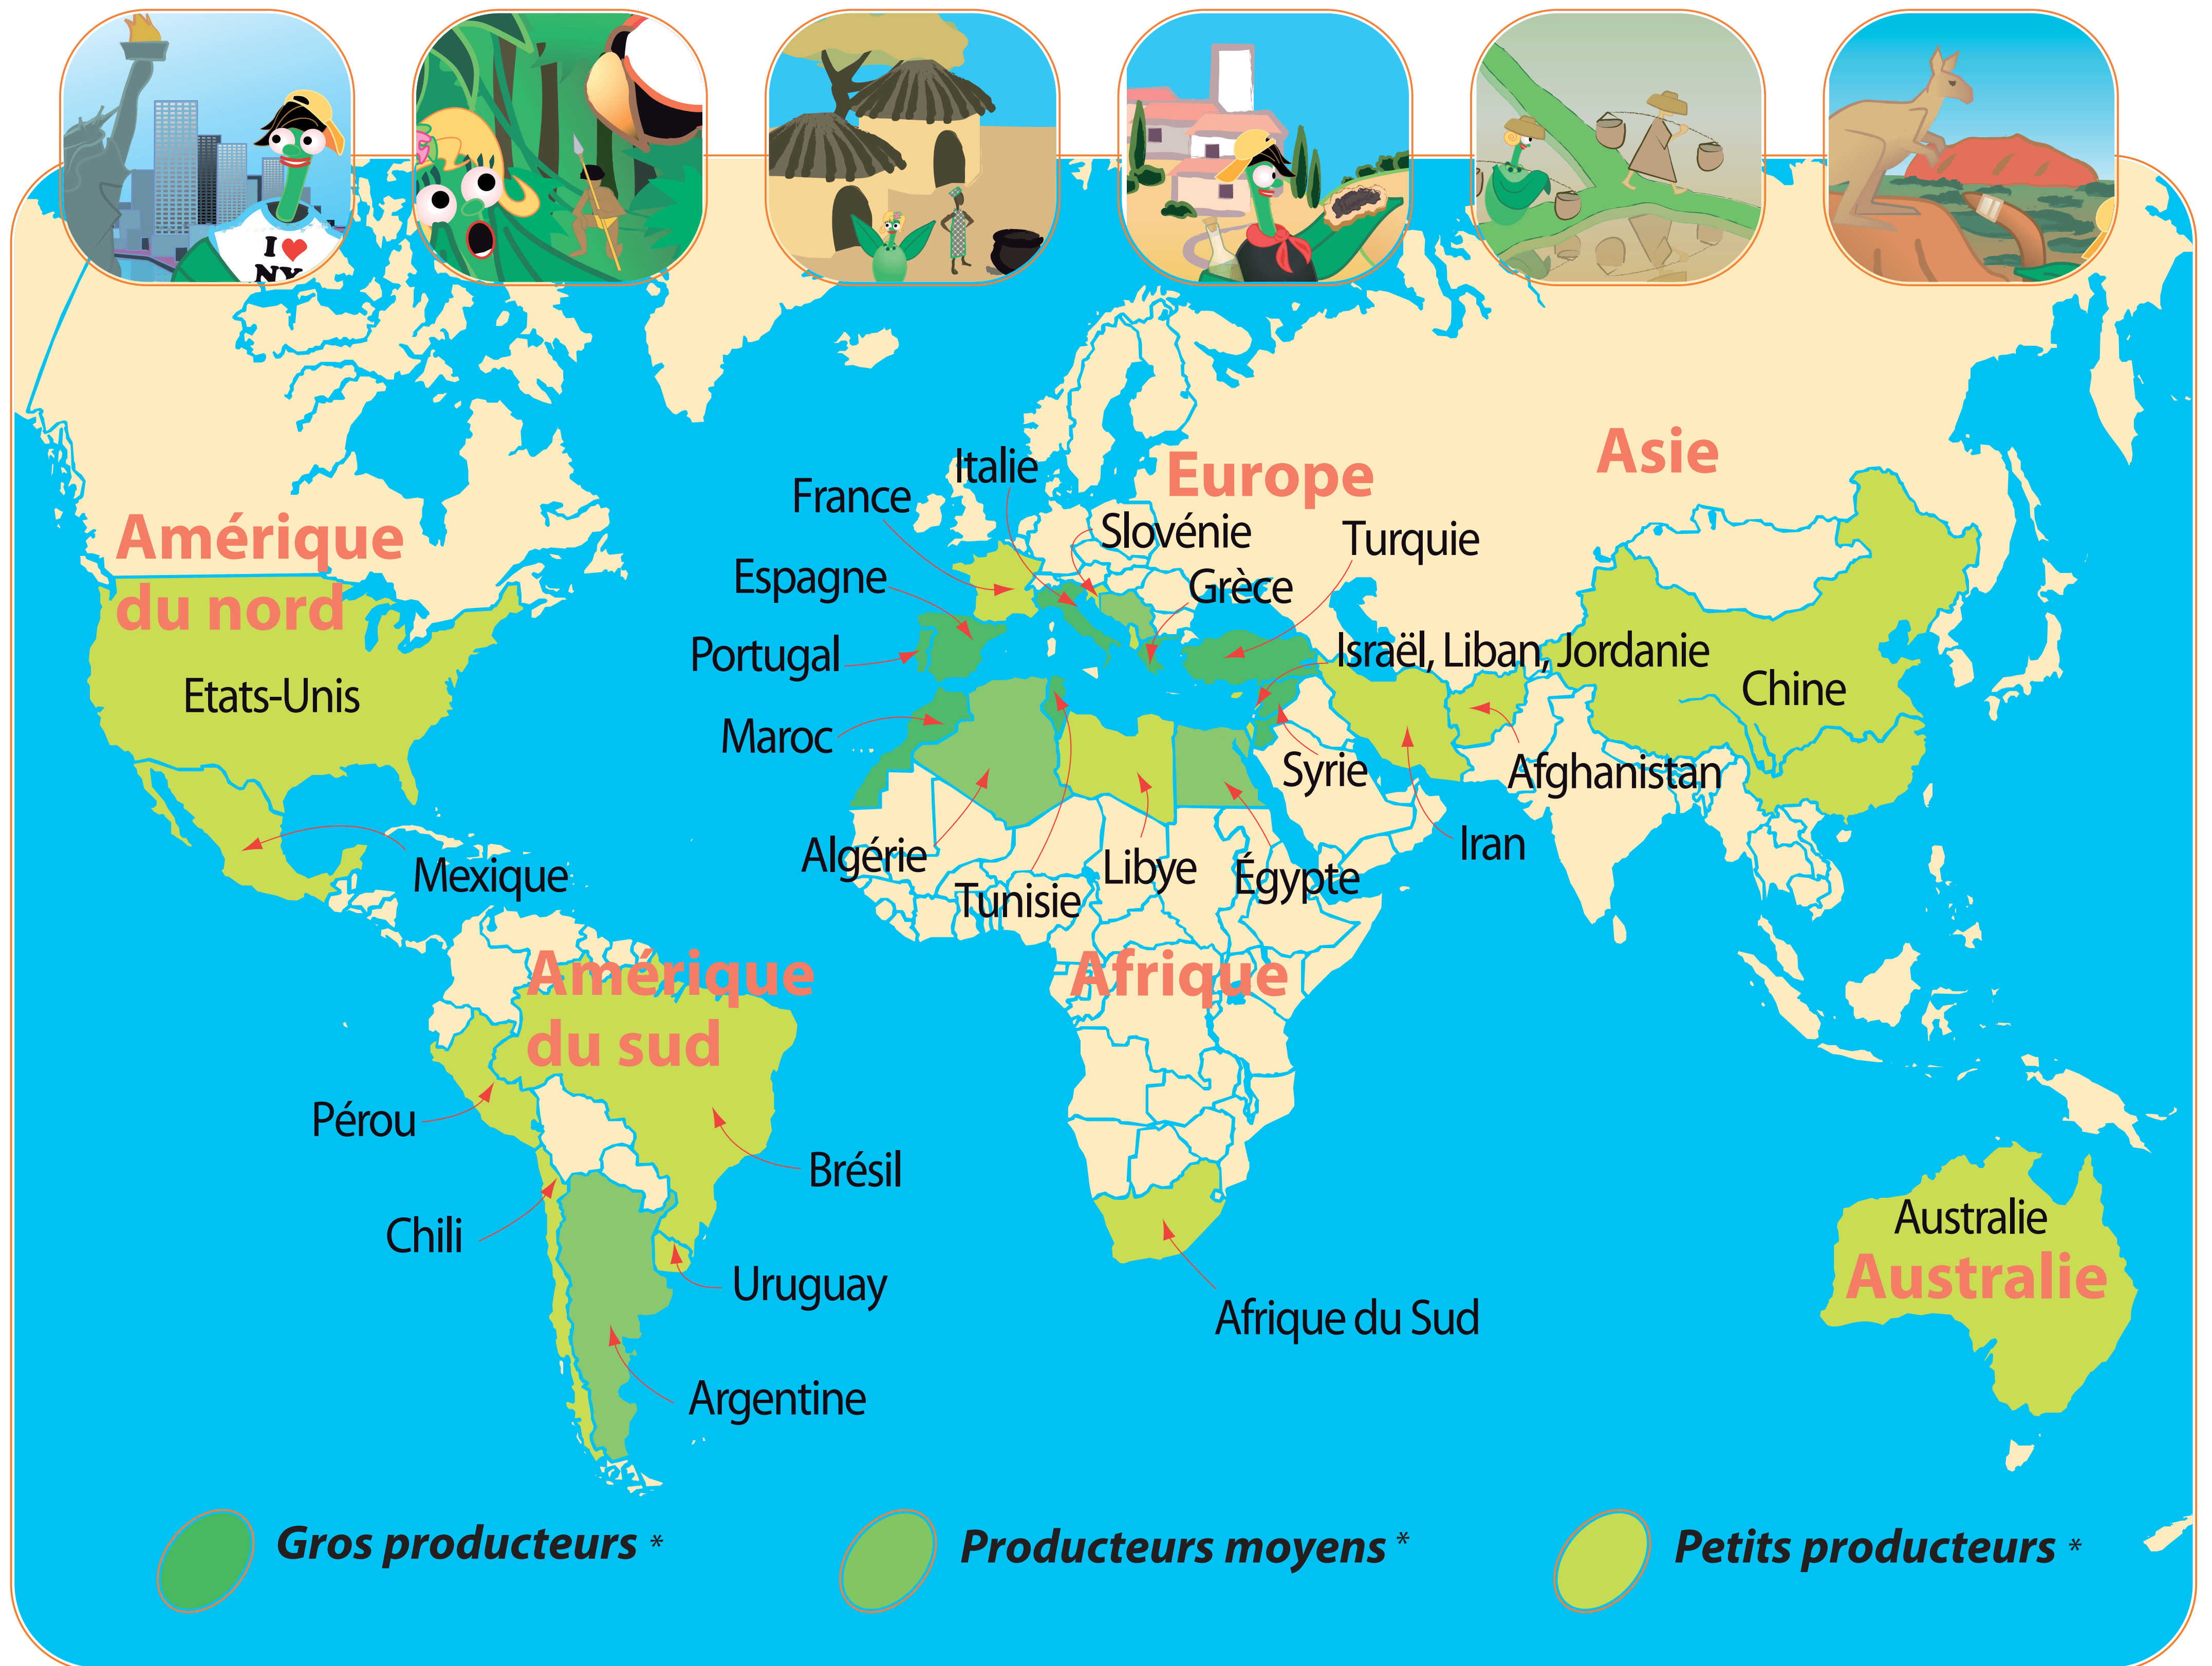 I ♥
NY
Italie
France
Europe
Asie
Slovénie
Turquie
Amérique
du nord
Espagne
Grèce
Portugal
Israël, Liban, Jordanie
Etats-Unis
Chine
Maroc
Syrie
Afghanistan
Iran
Algérie
Libye
Égypte
Mexique
Tunisie
Amérique
du sud
Afrique
Pérou
Brésil
Chili
Australie
Australie
Uruguay
Afrique du Sud
Argentine
Gros producteurs *
Producteurs moyens *
Petits producteurs *